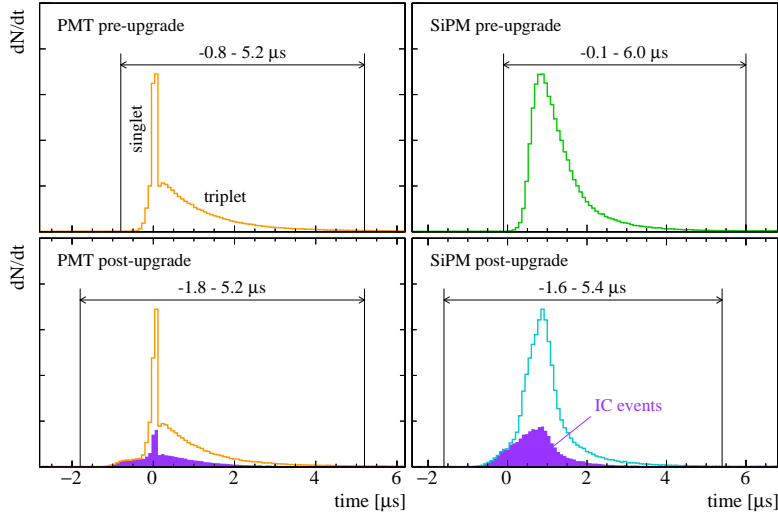 dN/dt
PMT pre-upgrade
-0.8 - 5.2 μs
singlet
triplet
SiPM pre-upgrade
-0.1 - 6.0 μs
dN/dt
PMT post-upgrade
-1.8 - 5.2 μs
−2 0 2 4 6
time [μs]
SiPM post-upgrade
-1.6 - 5.4 μs
IC events
−2 0 2 4 6
time [μs]